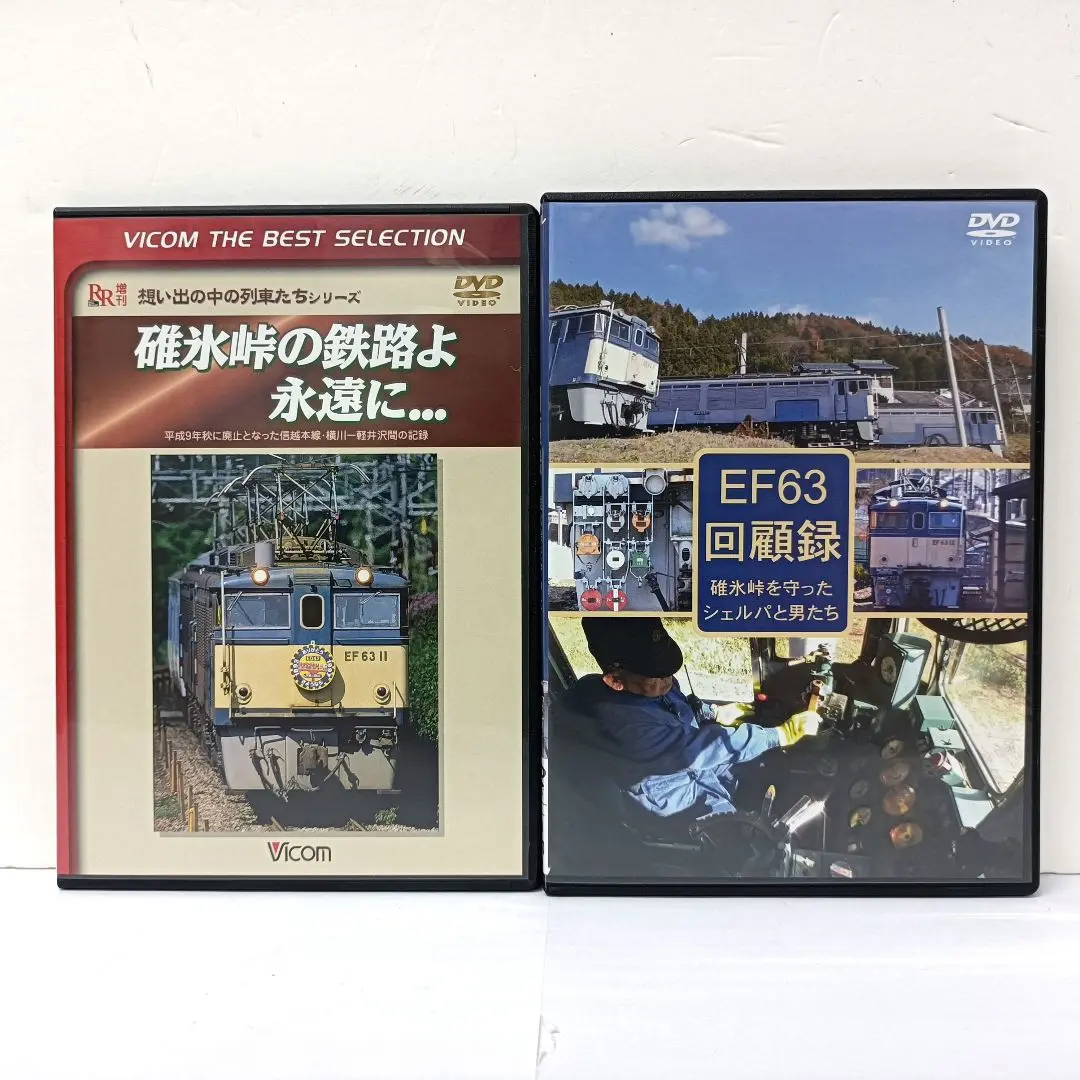 VICOM THE BEST SELECTION
RR 増刊 想い出の中の列車たちシリーズ
DVD
VIDEO
碓氷峠の鉄路よ
永遠に...
平成9年秋に廃止となった信越本線・横川ー軽井沢間の記録
EF63 11
Vicom
DVD
VIDEO
EF63
回顧録
碓氷峠を守った
シェルパと男たち